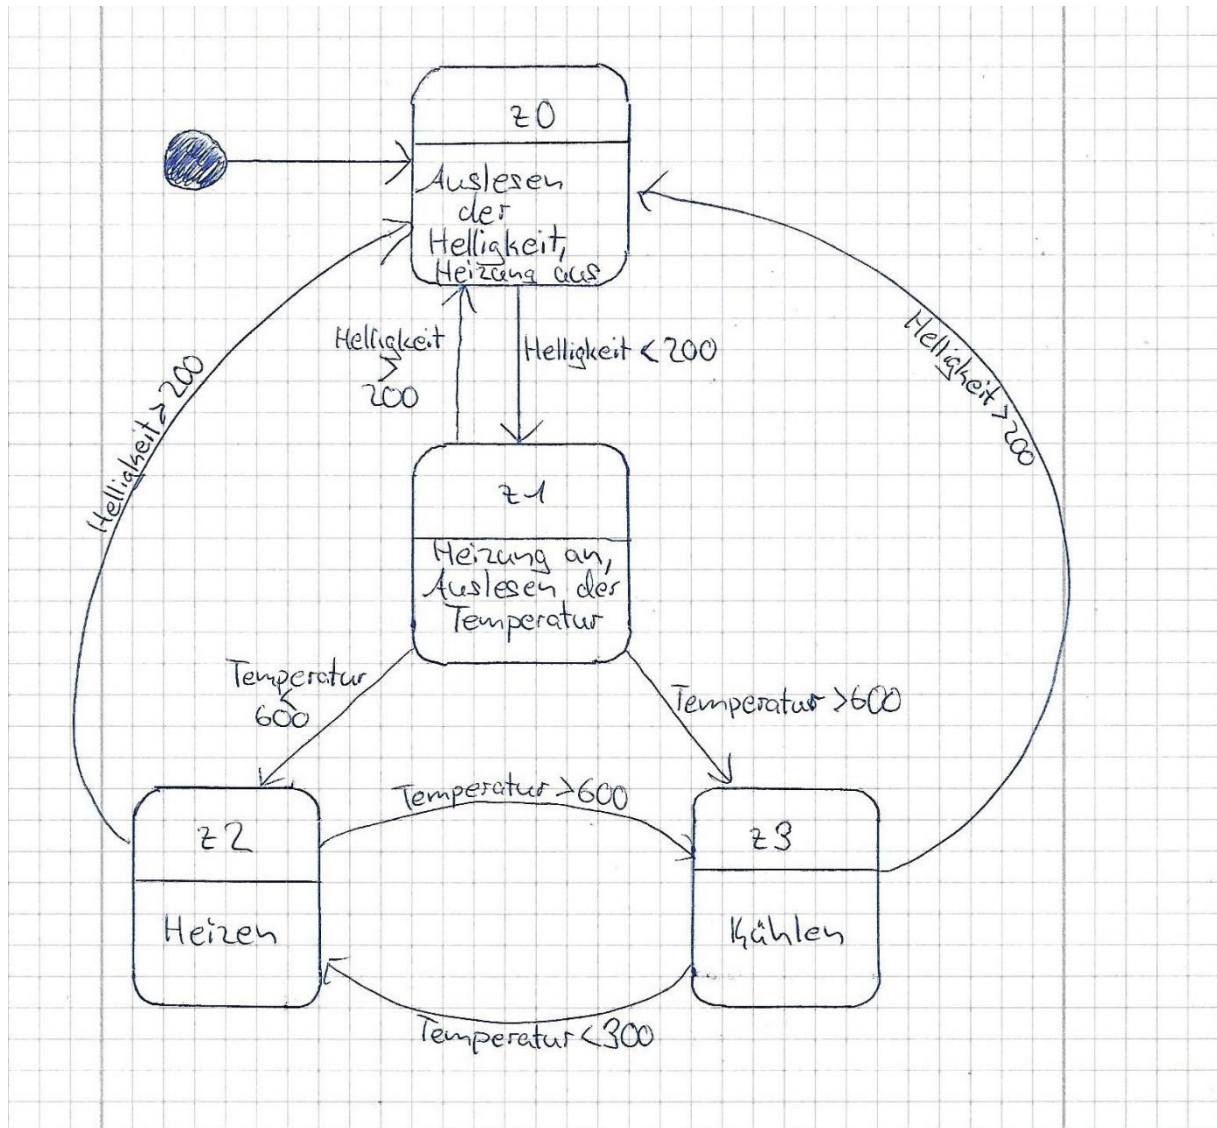 z0
Auslesen
der
Helligkeit,
Heizung aus
Helligkeit
>
200
Helligkeit < 200
Helligkeit > 200
Helligkeit > 200
z1
Heizung an,
Auslesen der
Temperatur
Temperatur
<
600
Temperatur >600
Temperatur >600
z2
Heizen
z3
Kühlen
Temperatur <300